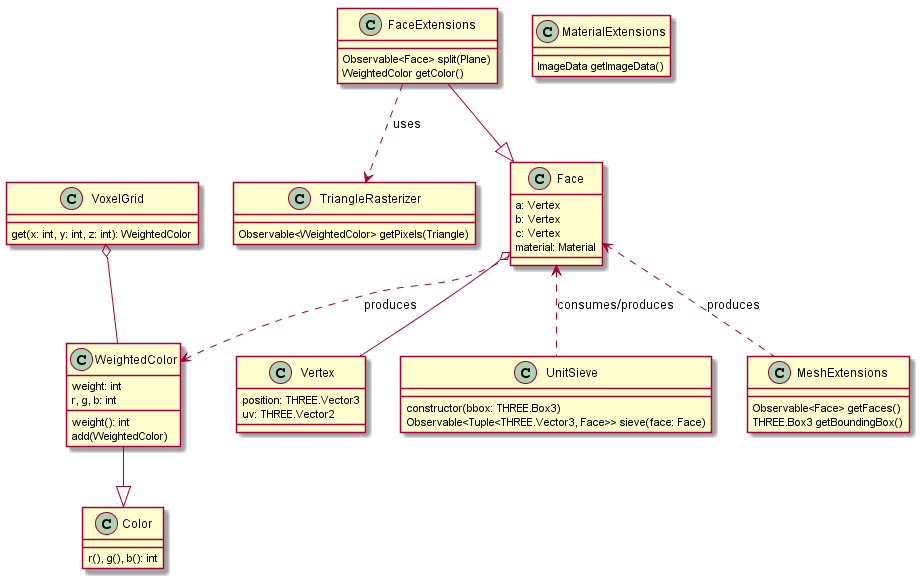 C FaceExtensions
Observable<Face> split(Plane)
WeightedColor getColor()
C MaterialExtensions
ImageData getImageData()
uses
C VoxelGrid
get(x: int, y: int, z: int): WeightedColor
C TriangleRasterizer
Observable<WeightedColor> getPixels(Triangle)
C Face
a: Vertex
b: Vertex
c: Vertex
material: Material
produces
consumes/produces
produces
C WeightedColor
weight: int
r, g, b: int
weight(): int
add(WeightedColor)
C Vertex
position: THREE.Vector3
uv: THREE.Vector2
C UnitSieve
constructor(bbox: THREE.Box3)
Observable<Tuple<THREE.Vector3, Face>> sieve(face: Face)
C MeshExtensions
Observable<Face> getFaces()
THREE.Box3 getBoundingBox()
C Color
r(), g(), b(): int